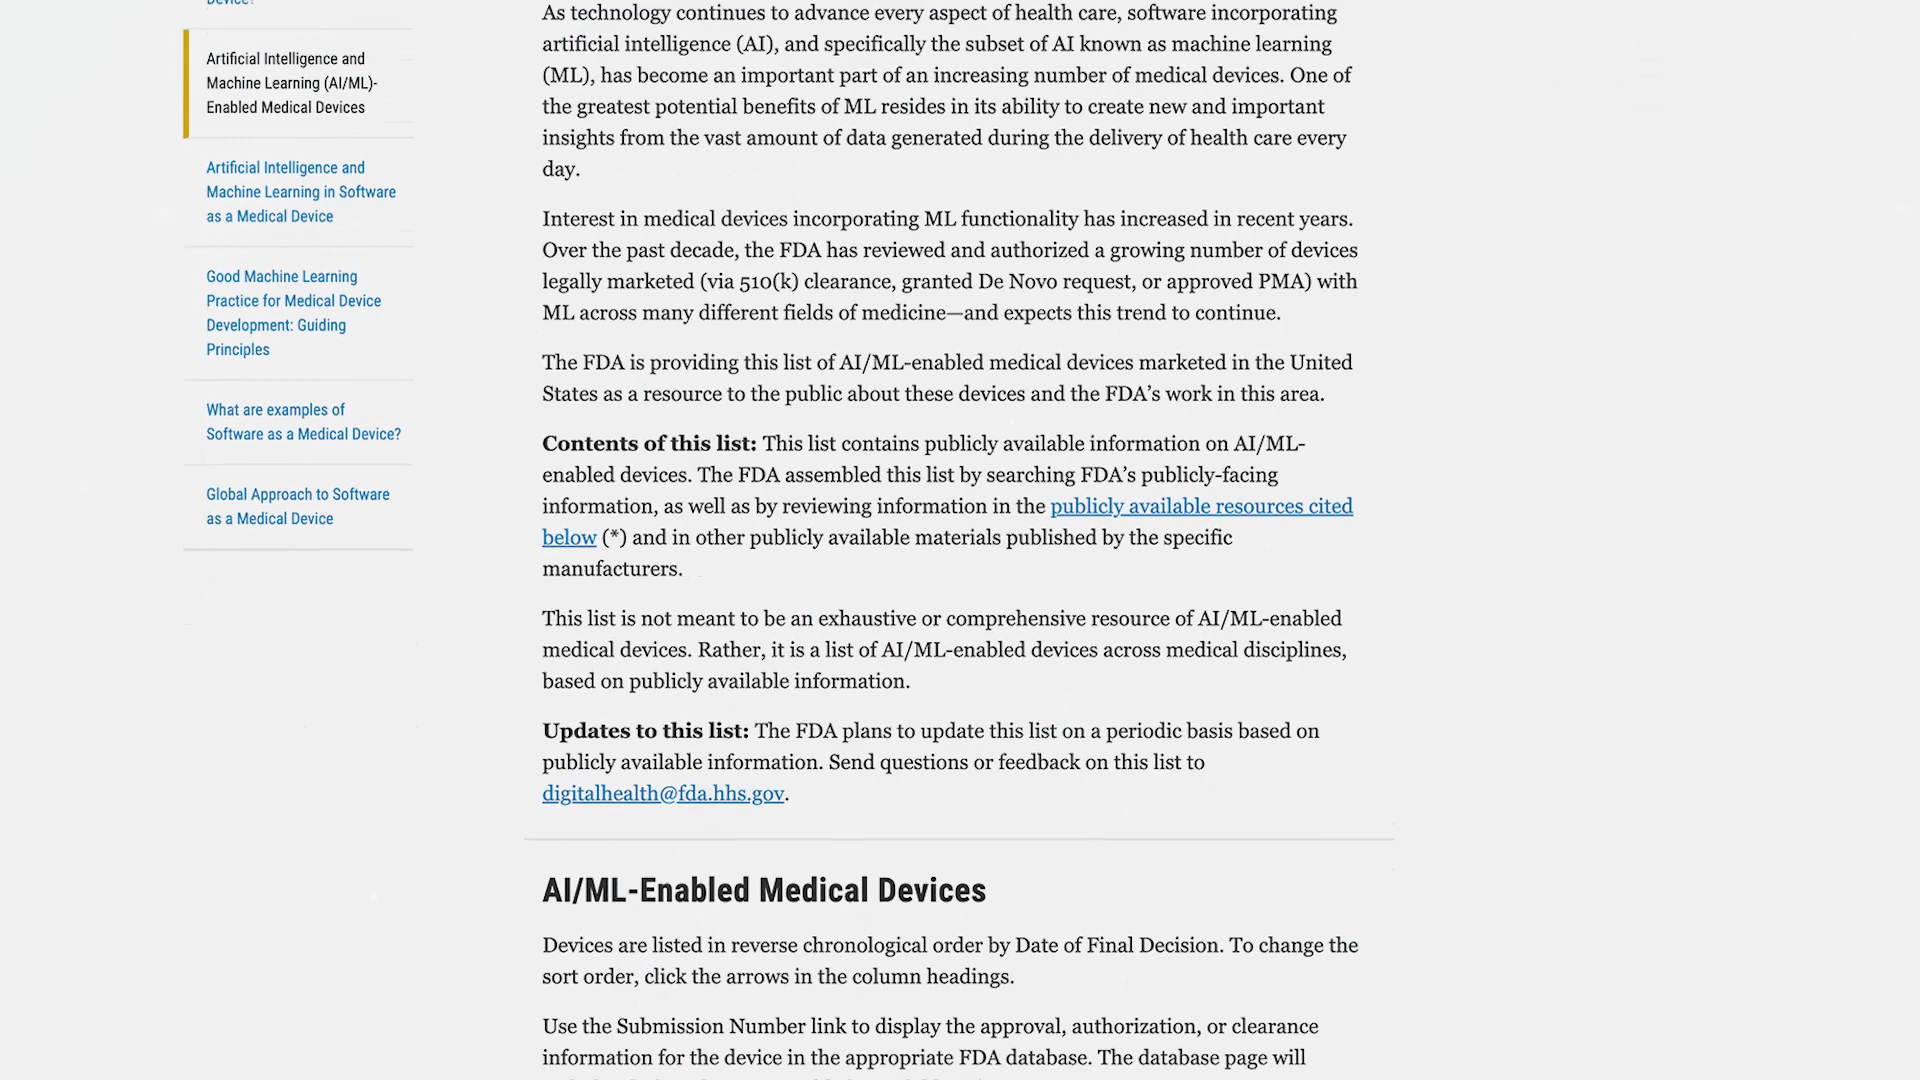 Device?
Artificial Intelligence and
Machine Learning (AI/ML)-
Enabled Medical Devices
Artificial Intelligence and
Machine Learning in Software
as a Medical Device
Good Machine Learning
Practice for Medical Device
Development: Guiding
Principles
What are examples of
Software as a Medical Device?
Global Approach to Software
as a Medical Device
As technology continues to advance every aspect of health care, software incorporating
artificial intelligence (AI), and specifically the subset of AI known as machine learning
(ML), has become an important part of an increasing number of medical devices. One of
the greatest potential benefits of ML resides in its ability to create new and important
insights from the vast amount of data generated during the delivery of health care every
day.
Interest in medical devices incorporating ML functionality has increased in recent years.
Over the past decade, the FDA has reviewed and authorized a growing number of devices
legally marketed (via 510(k) clearance, granted De Novo request, or approved PMA) with
ML across many different fields of medicine—and expects this trend to continue.
The FDA is providing this list of AI/ML-enabled medical devices marketed in the United
States as a resource to the public about these devices and the FDA’s work in this area.
Contents of this list: This list contains publicly available information on AI/ML-
enabled devices. The FDA assembled this list by searching FDA’s publicly-facing
information, as well as by reviewing information in the publicly available resources cited
below (*) and in other publicly available materials published by the specific
manufacturers.
This list is not meant to be an exhaustive or comprehensive resource of AI/ML-enabled
medical devices. Rather, it is a list of AI/ML-enabled devices across medical disciplines,
based on publicly available information.
Updates to this list: The FDA plans to update this list on a periodic basis based on
publicly available information. Send questions or feedback on this list to
digitalhealth@fda.hhs.gov.
AI/ML-Enabled Medical Devices
Devices are listed in reverse chronological order by Date of Final Decision. To change the
sort order, click the arrows in the column headings.
Use the Submission Number link to display the approval, authorization, or clearance
information for the device in the appropriate FDA database. The database page will